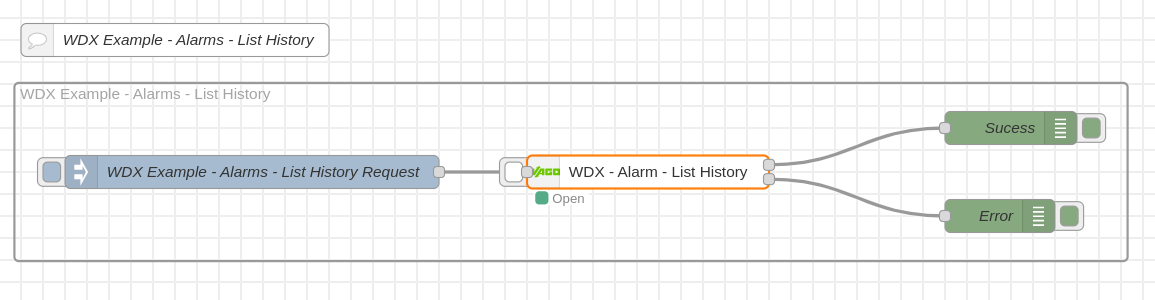 WDX Example - Alarms - List History
WDX Example - Alarms - List History
Sucess
WDX Example - Alarms - List History Request
WAGO
WDX - Alarm - List History
Open
Error